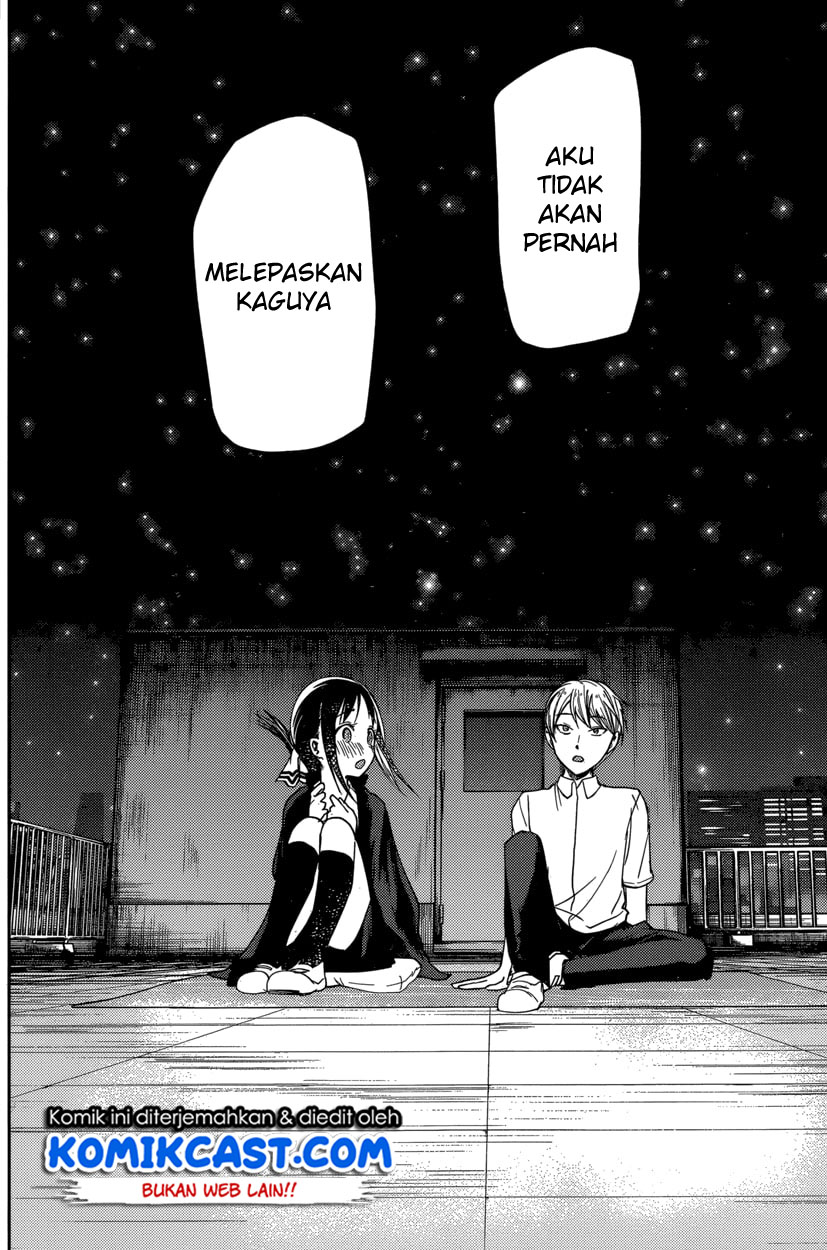 AKU
TIDAK
AKAN
PERNAH
MELEPASKAN
KAGUYA
Komik ini diterjemahkan & diedit oleh
KOMIKCAST.COM
BUKAN WEB LAIN!!